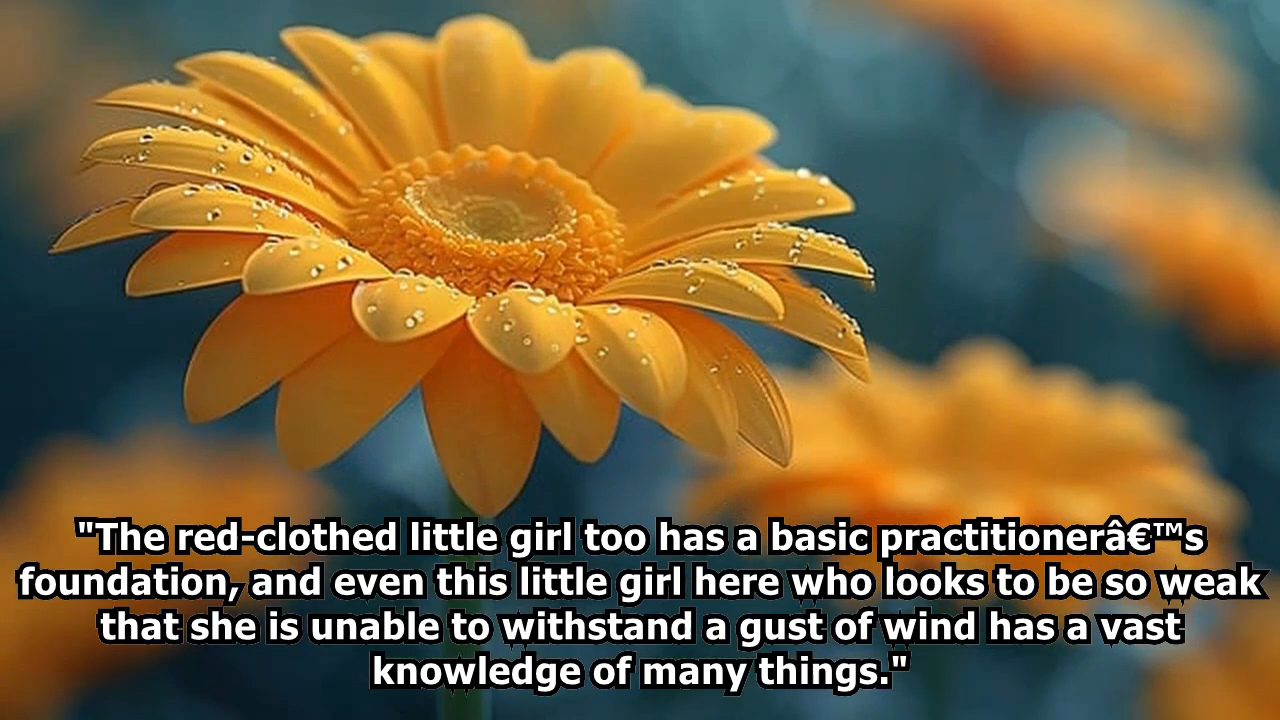 "The red-clothed little girl too has a basic practitionerâ€™s
foundation, and even this little girl here who looks to be so weak
that she is unable to withstand a gust of wind has a vast
knowledge of many things."